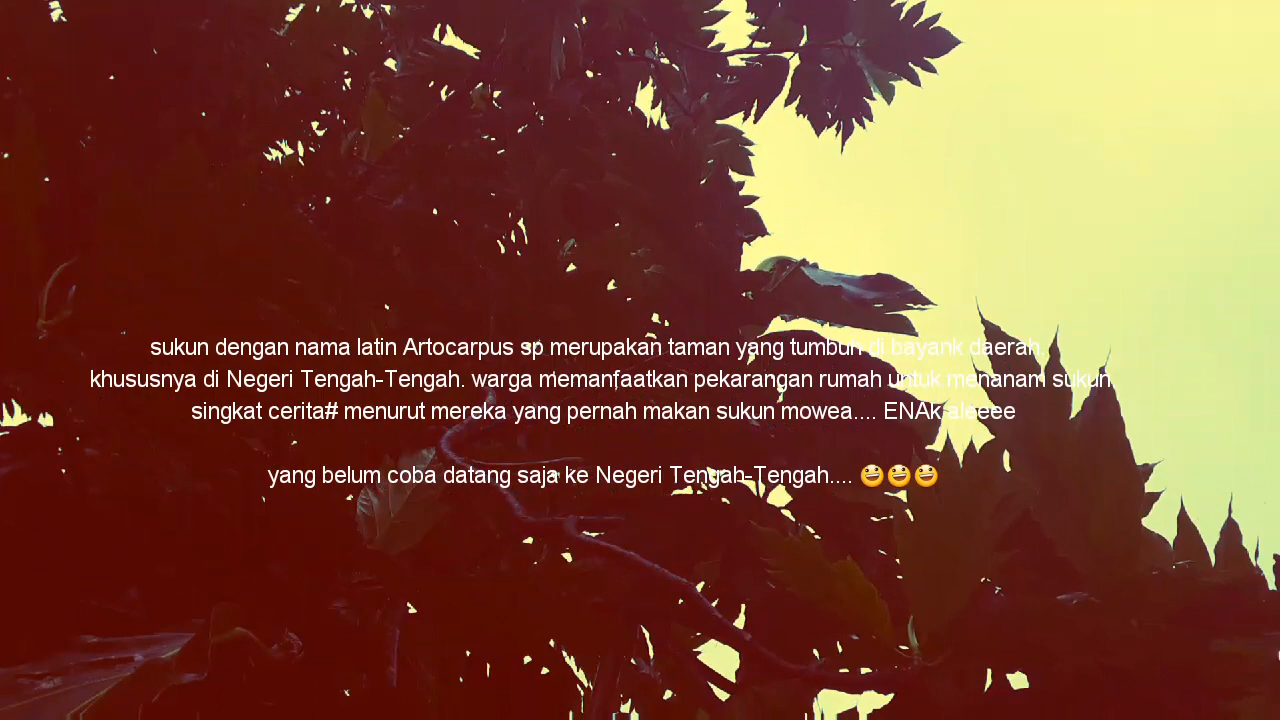 sukun dengan nama latin Artocarpus sp merupakan taman yang tumbuh di bayank daerah.
khususnya di Negeri Tengah-Tengah. warga memanfaatkan pekarangan rumah untuk menanam sukun.
singkat cerita# menurut mereka yang pernah makan sukun mowea.... ENAk aleeee
yang belum coba datang saja ke Negeri Tengah-Tengah.... 😆😆😆